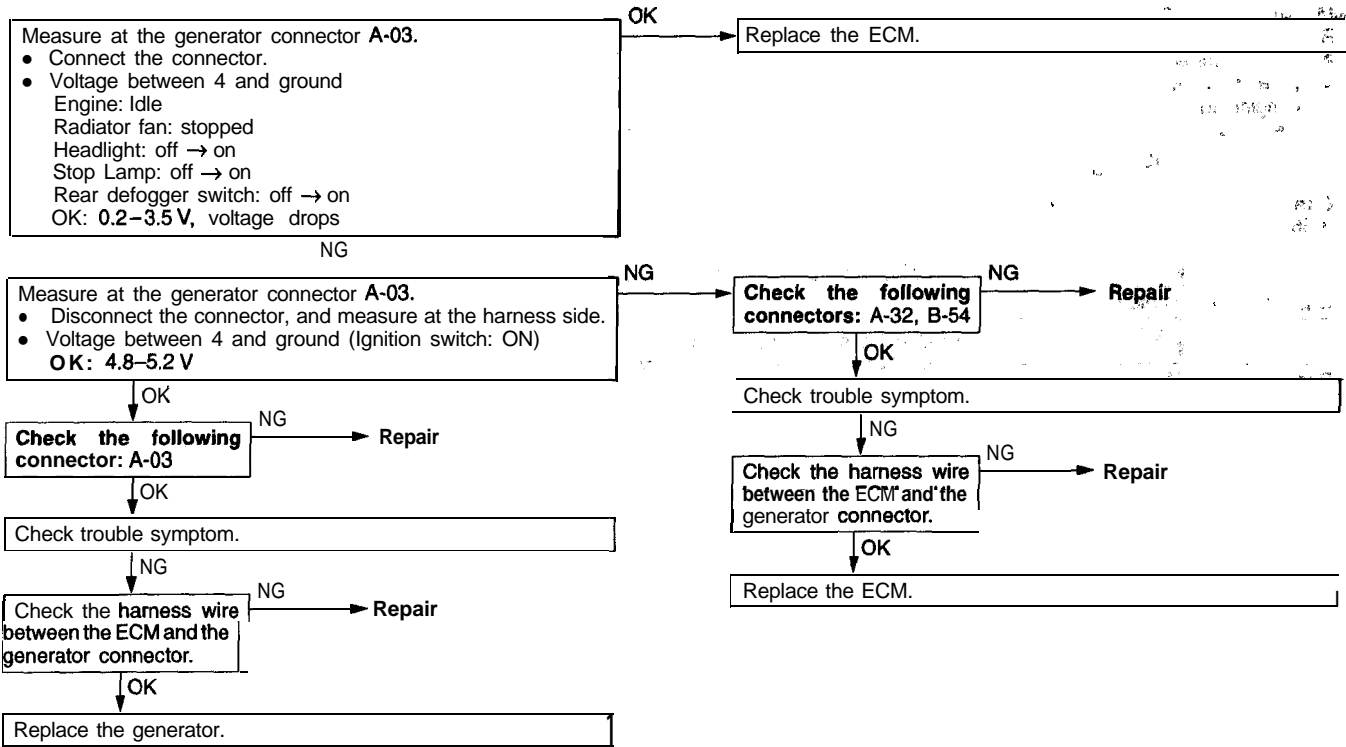 OK
Measure at the generator connector A-03.
● Connect the connector.
● Voltage between 4 and ground
Engine: Idle
Radiator fan: stopped
Headlight: off → on
Stop Lamp: off → on
Rear defogger switch: off → on
OK: 0.2–3.5 V, voltage drops
Replace the ECM.
NG
Measure at the generator connector A-03.
● Disconnect the connector, and measure at the harness side.
● Voltage between 4 and ground (Ignition switch: ON)
OK: 4.8–5.2 V
NG
Check the following
connectors: A-32, B-54
NG
Repair
OK
Check trouble symptom.
NG
Check the harness wire
between the ECM and the
generator connector.
NG
Repair
OK
Replace the ECM.
OK
Check the following
connector: A-03
NG
Repair
OK
Check trouble symptom.
NG
Check the harness wire
between the ECM and the
generator connector.
NG
Repair
OK
Replace the generator.